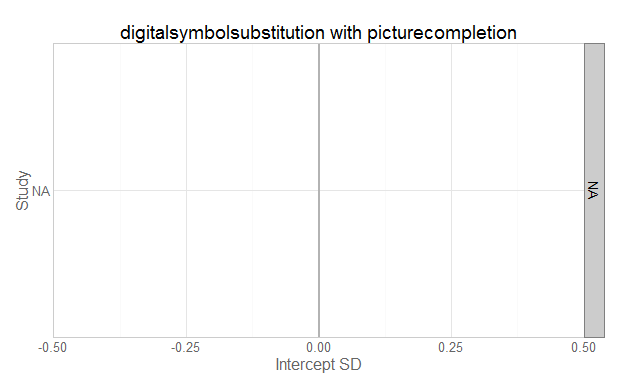 digitalsymbolsubstitution with picturecompletion
Study
NA
NA
-0.50 -0.25 0.00 0.25 0.50
Intercept SD